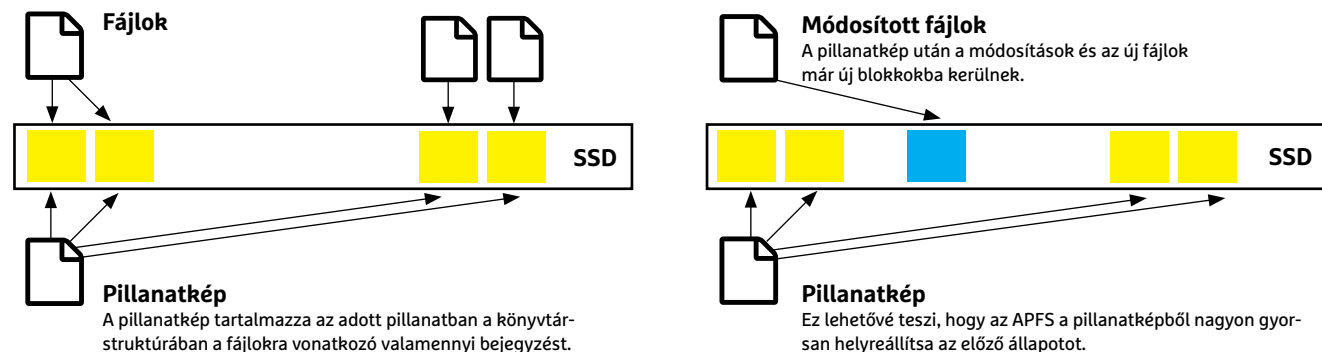 Fájlok
SSD
Pillanatkép
A pillanatkép tartalmazza az adott pillanatban a könyvtár-
struktúrában a fájlokra vonatkozó valamennyi bejegyzést.
Módosított fájlok
A pillanatkép után a módosítások és az új fájlok
már új blokkokba kerülnek.
SSD
Pillanatkép
Ez lehetővé teszi, hogy az APFS a pillanatképből nagyon gyor-
san helyreállítsa az előző állapotot.